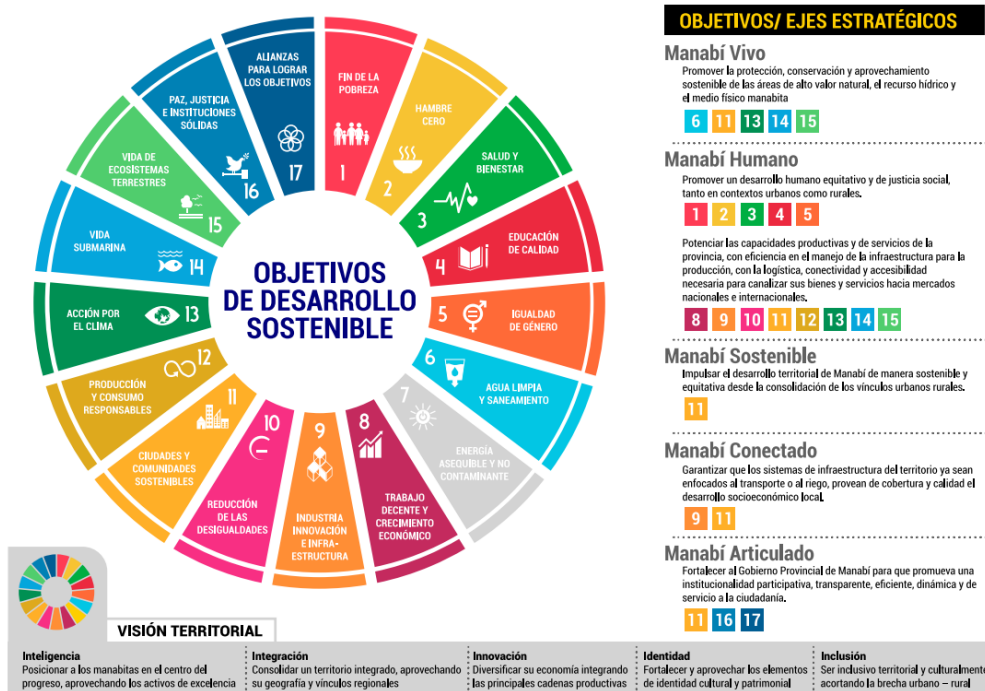 OBJETIVOS
DE DESARROLLO
SOSTENIBLE
FIN DE LA
POBREZA
1
HAMBRE
CERO
2
SALUD Y
BIENESTAR
3
EDUCACIÓN
DE CALIDAD
4
IGUALDAD
DE GÉNERO
5
AGUA LIMPIA
Y SANEAMIENTO
6
ENERGÍA
ASEQUIBLE Y NO
CONTAMINANTE
7
TRABAJO
DECENTE Y
CRECIMIENTO
ECONÓMICO
8
INDUSTRIA
INNOVACIÓN
E INFRA-
ESTRUCTURA
9
REDUCCIÓN
DE LAS
DESIGUALDADES
10
CIUDADES Y
COMUNIDADES
SOSTENIBLES
11
PRODUCCIÓN
Y CONSUMO
RESPONSABLES
12
ACCIÓN POR
EL CLIMA
13
VIDA
SUBMARINA
14
VIDA DE
ECOSISTEMAS
TERRESTRES
15
PAZ, JUSTICIA
E INSTITUCIONES
SÓLIDAS
16
ALIANZAS
PARA LOGRAR
LOS OBJETIVOS
17
OBJETIVOS/ EJES ESTRATÉGICOS
Manabí Vivo
Promover la protección, conservación y aprovechamiento
sostenible de las áreas de alto valor natural, el recurso hídrico y
el medio físico manabita
6 11 13 14 15
Manabí Humano
Promover un desarrollo humano equitativo y de justicia social,
tanto en contextos urbanos como rurales.
1 2 3 4 5
Potenciar las capacidades productivas y de servicios de la
provincia, con eficiencia en el manejo de la infraestructura para la
producción, con la logística, conectividad y accesibilidad
necesaria para canalizar sus bienes y servicios hacia mercados
nacionales e internacionales.
8 9 10 11 12 13 14 15
Manabí Sostenible
Impulsar el desarrollo territorial de Manabí de manera sostenible y
equitativa desde la consolidación de los vínculos urbanos rurales.
11
Manabí Conectado
Garantizar que los sistemas de infraestructura del territorio ya sean
enfocados al transporte o al riego, provean de cobertura y calidad el
desarrollo socioeconómico local.
9 11
Manabí Articulado
Fortalecer al Gobierno Provincial de Manabí para que promueva una
institucionalidad participativa, transparente, eficiente, dinámica y de
servicio a la ciudadanía.
11 16 17
VISIÓN TERRITORIAL
Inteligencia
Posicionar a los manabitas en el centro del
progreso, aprovechando los activos de excelencia
Integración
Consolidar un territorio integrado, aprovechando
su geografía y vínculos regionales
Innovación
Diversificar su economía integrando
las principales cadenas productivas
Identidad
Fortalecer y aprovechar los elementos
de identidad cultural y patrimonial
Inclusión
Ser inclusivo territorial y culturalmente
acortando la brecha urbano – rural